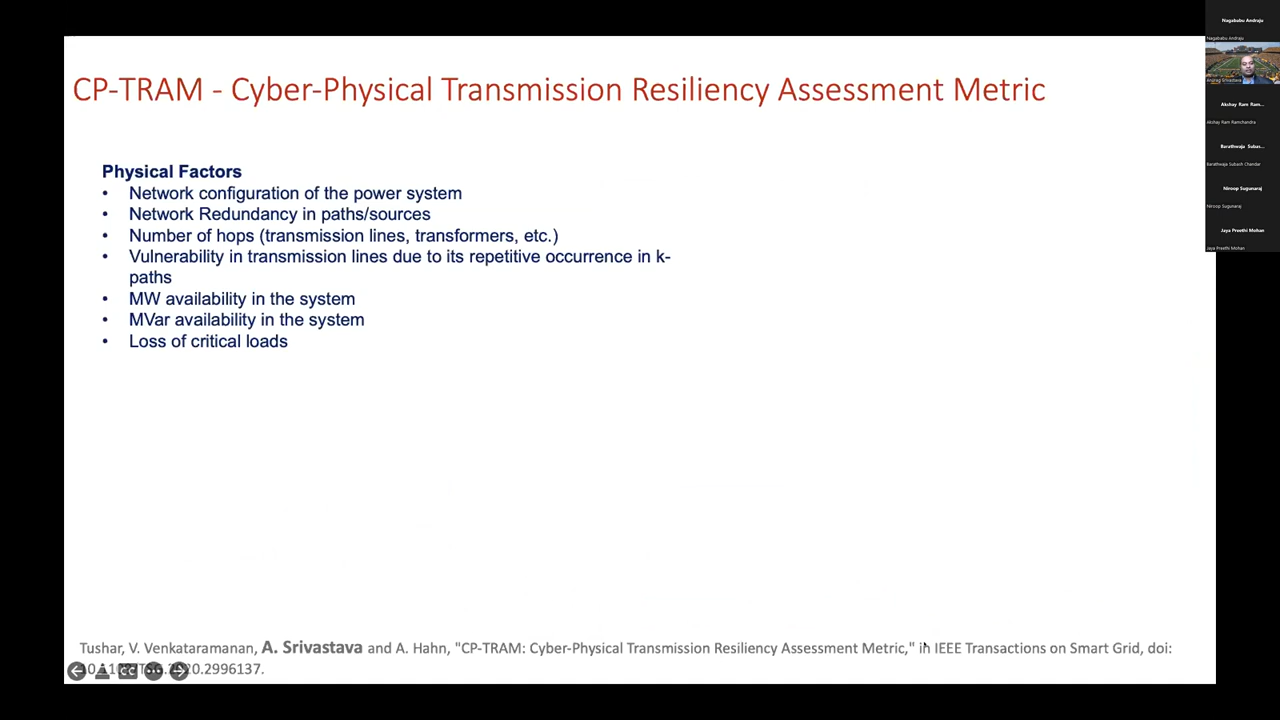 CP-TRAM - Cyber-Physical Transmission Resiliency Assessment Metric
Physical Factors
• Network configuration of the power system
• Network Redundancy in paths/sources
• Number of hops (transmission lines, transformers, etc.)
• Vulnerability in transmission lines due to its repetitive occurrence in k-
paths
• MW availability in the system
• MVar availability in the system
• Loss of critical loads
Tushar, V. Venkataramanan, A. Srivastava and A. Hahn, "CP-TRAM: Cyber-Physical Transmission Resiliency Assessment Metric," in IEEE Transactions on Smart Grid, doi:
2996137.
Nagababu Andraju
Nagababu Andraju
Anurag Srivastava
Akshay Ram Ram...
Akshay Ram Ramchandra
Barathwaja Subas...
Barathwaja Subash Chandar
Niroop Sugunaraj
Niroop Sugunaraj
Jaya Preethi Mohan
Jaya Preethi Mohan